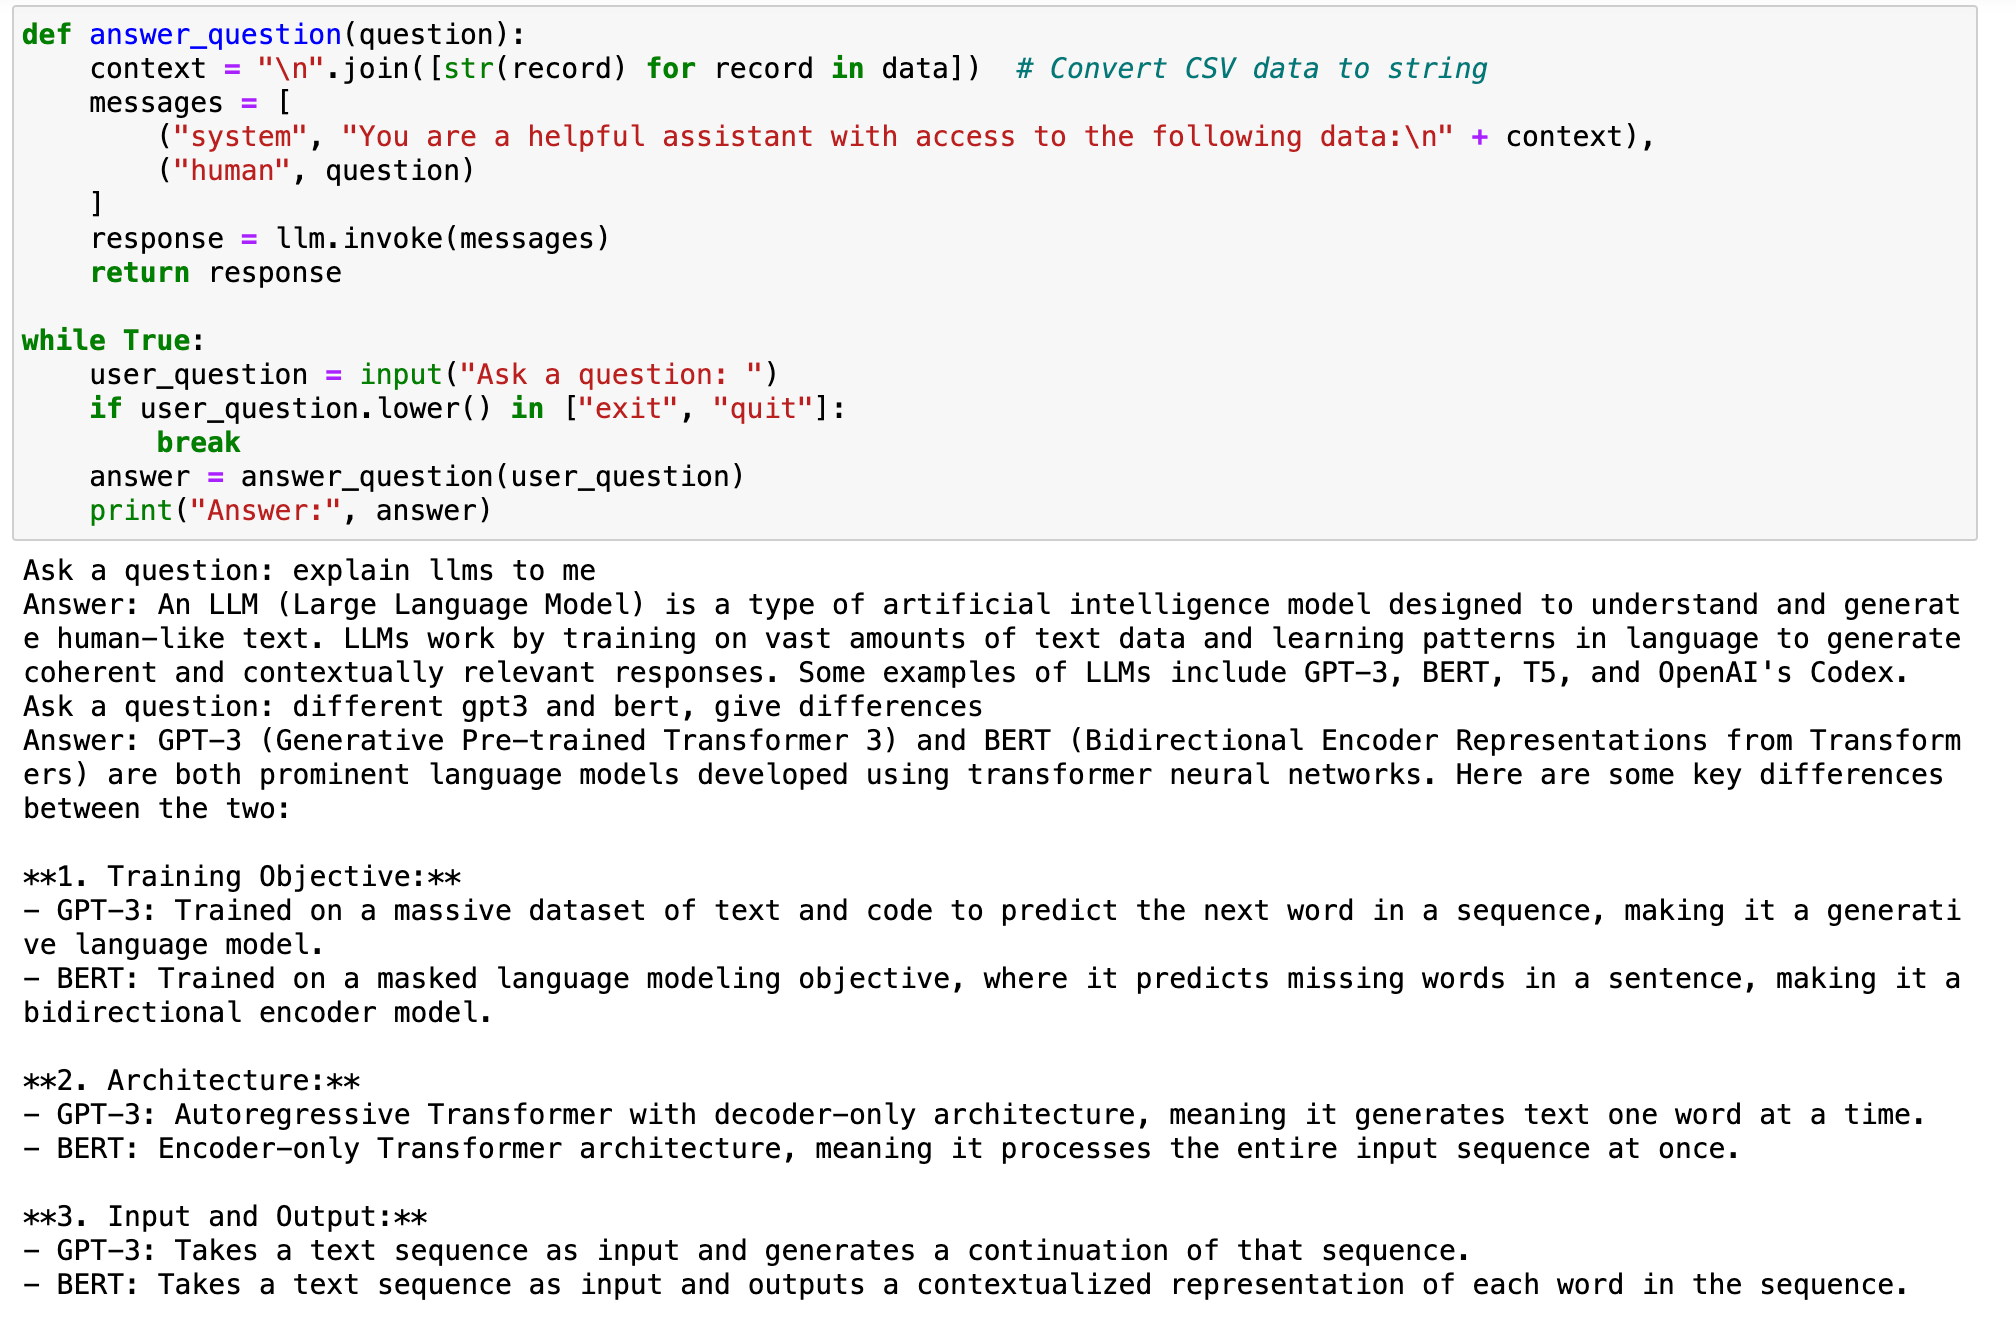 def answer_question(question):
    context = "\n".join([str(record) for record in data])  # Convert CSV data to string
    messages = [
        ("system", "You are a helpful assistant with access to the following data:\n" + context),
        ("human", question)
    ]
    response = llm.invoke(messages)
    return response

while True:
    user_question = input("Ask a question: ")
    if user_question.lower() in ["exit", "quit"]:
        break
    answer = answer_question(user_question)
    print("Answer:", answer)
Ask a question: explain llms to me
Answer: An LLM (Large Language Model) is a type of artificial intelligence model designed to understand and generat
e human-like text. LLMs work by training on vast amounts of text data and learning patterns in language to generate
coherent and contextually relevant responses. Some examples of LLMs include GPT-3, BERT, T5, and OpenAI's Codex.
Ask a question: different gpt3 and bert, give differences
Answer: GPT-3 (Generative Pre-trained Transformer 3) and BERT (Bidirectional Encoder Representations from Transform
ers) are both prominent language models developed using transformer neural networks. Here are some key differences
between the two:

**1. Training Objective:**
- GPT-3: Trained on a massive dataset of text and code to predict the next word in a sequence, making it a generati
ve language model.
- BERT: Trained on a masked language modeling objective, where it predicts missing words in a sentence, making it a
bidirectional encoder model.

**2. Architecture:**
- GPT-3: Autoregressive Transformer with decoder-only architecture, meaning it generates text one word at a time.
- BERT: Encoder-only Transformer architecture, meaning it processes the entire input sequence at once.

**3. Input and Output:**
- GPT-3: Takes a text sequence as input and generates a continuation of that sequence.
- BERT: Takes a text sequence as input and outputs a contextualized representation of each word in the sequence.